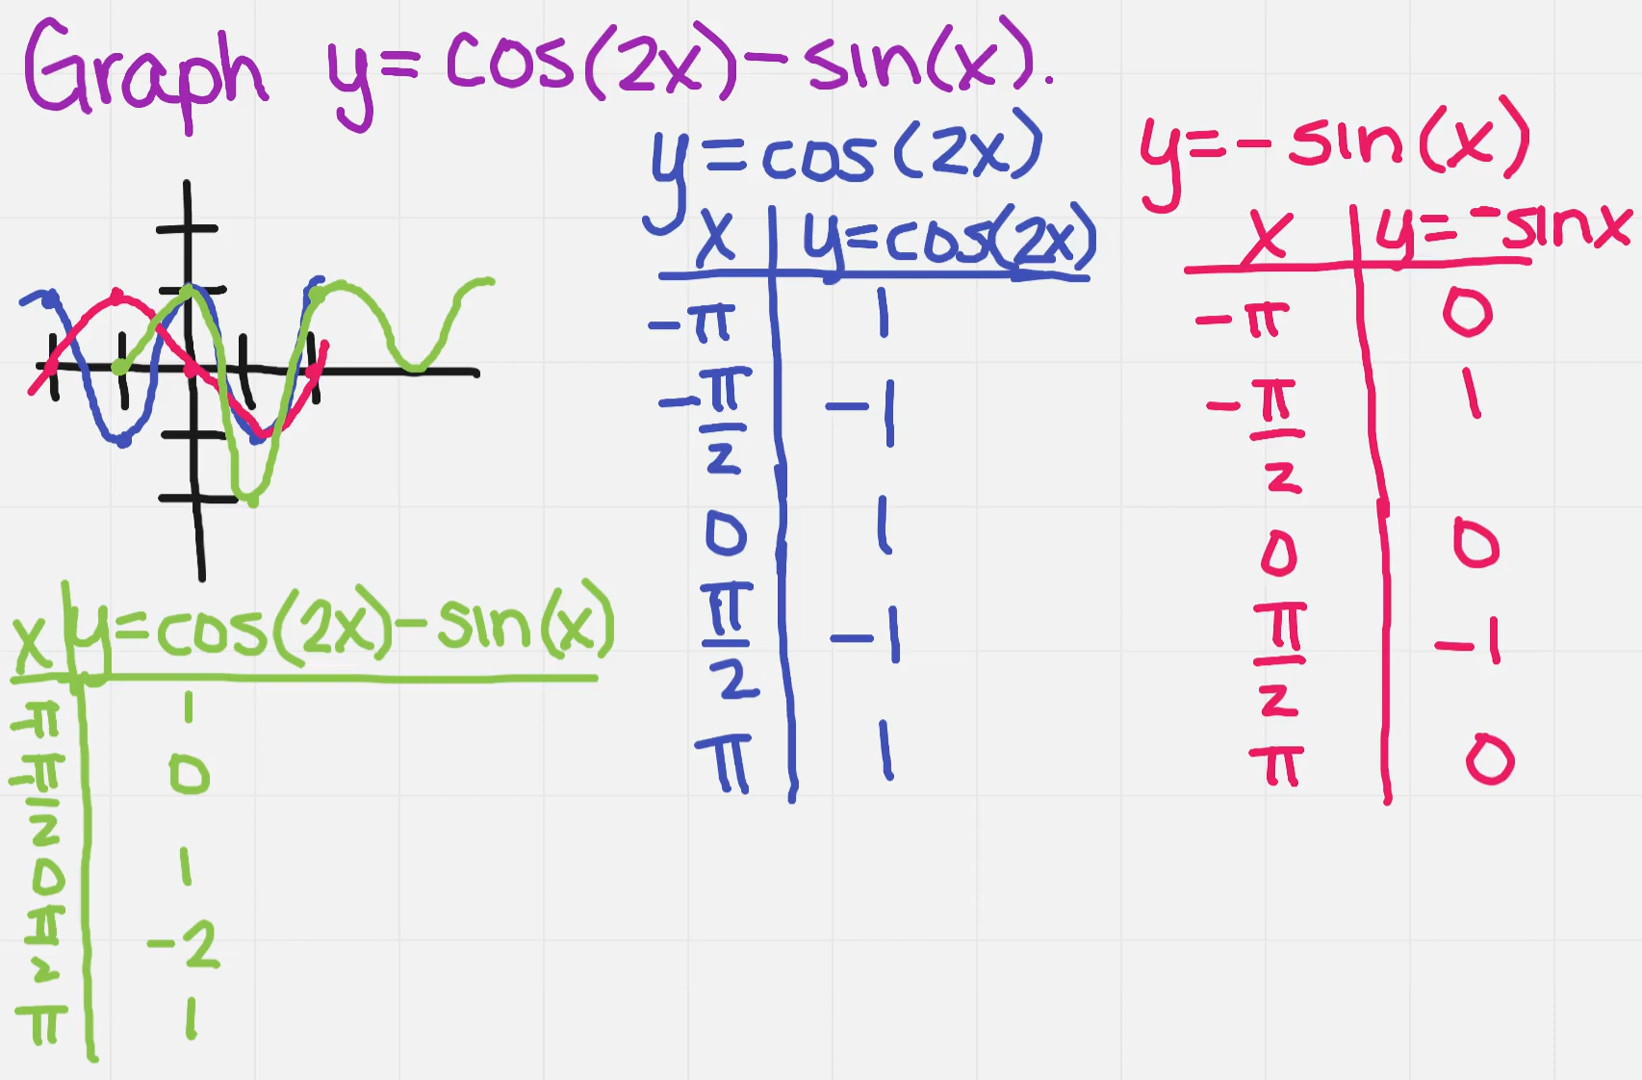 Graph y=cos(2x)-sin(x).
y=cos(2x)
x y=cos(2x)
-π 1
-π/2 -1
0 1
π/2 -1
π 1
y=-sin(x)
x y=-sinx
-π 0
-π/2 1
0 0
π/2 -1
π 0
x y=cos(2x)-sin(x)
-π 1
-π/2 0
0 1
π/2 -2
π 1